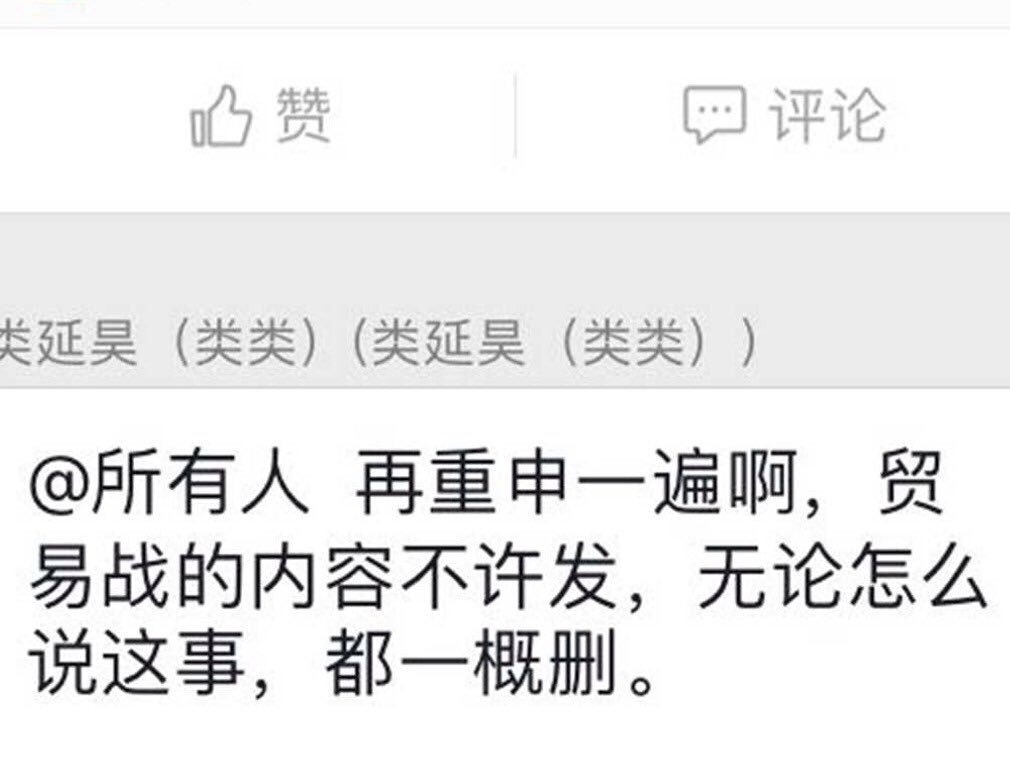 赞 评论
类延昊（类类）(类延昊（类类））
@所有人 再重申一遍啊，贸
易战的内容不许发，无论怎么
说这事，都一概删。